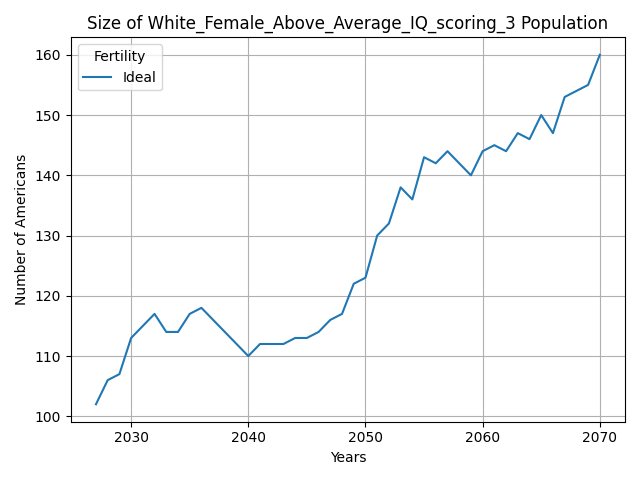 Size of White_Female_Above_Average_IQ_scoring_3 Population
Fertility
Ideal
Number of Americans
160
150
140
130
120
110
100
2030 2040 2050 2060 2070
Years